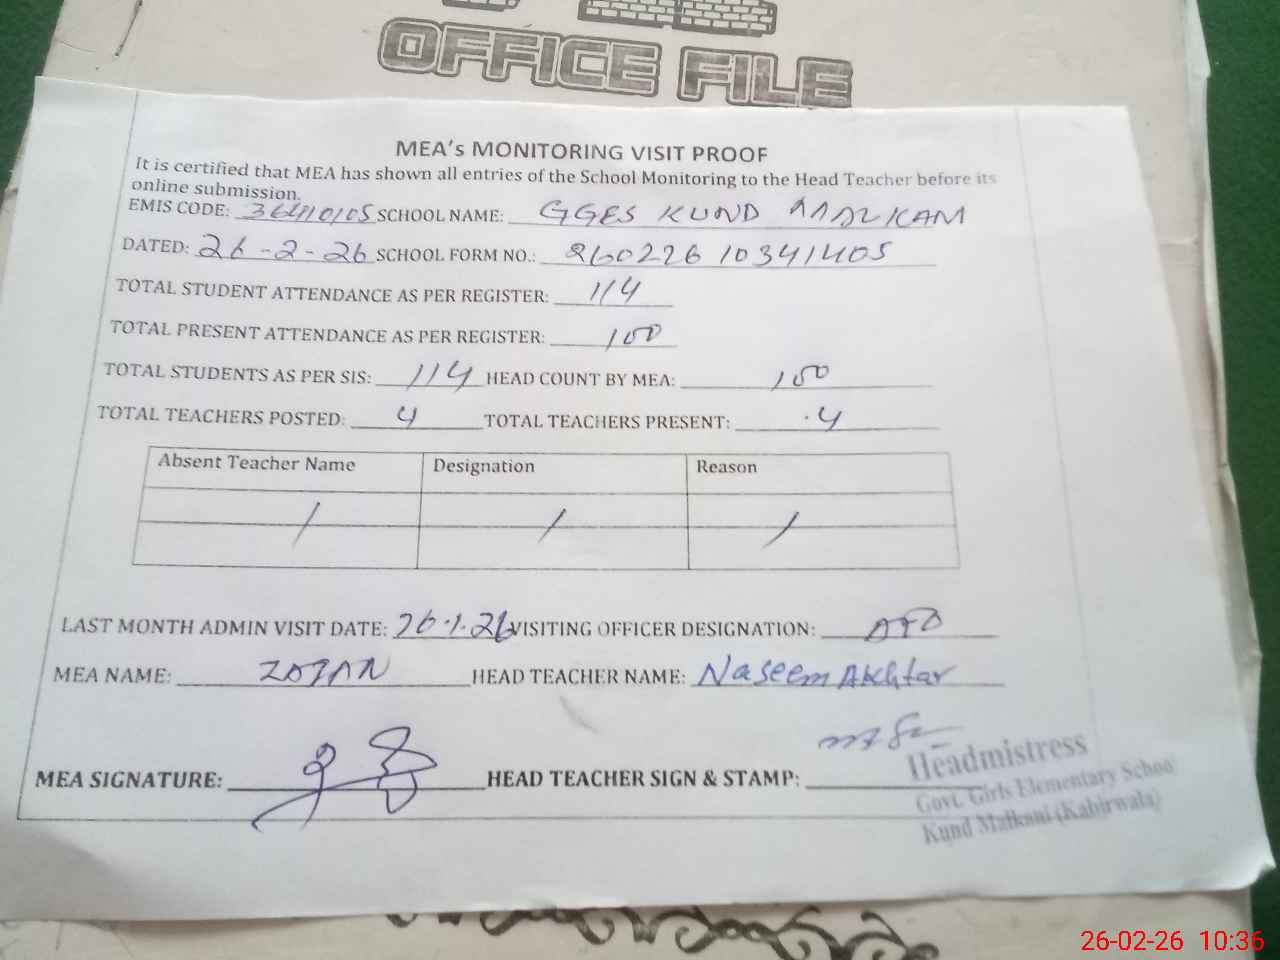 OFFICE FILE
MEA's MONITORING VISIT PROOF
It is certified that MEA has shown all entries of the School Monitoring to the Head Teacher before its
online submission.
EMIS CODE: 36410105 SCHOOL NAME: GGES KUND MALKANI
DATED: 26-2-26 SCHOOL FORM NO.: 26022610341405
TOTAL STUDENT ATTENDANCE AS PER REGISTER: 114
TOTAL PRESENT ATTENDANCE AS PER REGISTER: 100
TOTAL STUDENTS AS PER SIS: 114 HEAD COUNT BY MEA: 100
TOTAL TEACHERS POSTED: 4 TOTAL TEACHERS PRESENT: 4
Absent Teacher Name Designation Reason
/ / /
LAST MONTH ADMIN VISIT DATE: 26.1.26 VISITING OFFICER DESIGNATION:
MEA NAME: HEAD TEACHER NAME: Naseem Akhtar
MEA SIGNATURE: HEAD TEACHER SIGN & STAMP:
Headmistress
Govt. Girls Elementary School
Kund Malkani (Kabirwala)
26-02-26 10:36